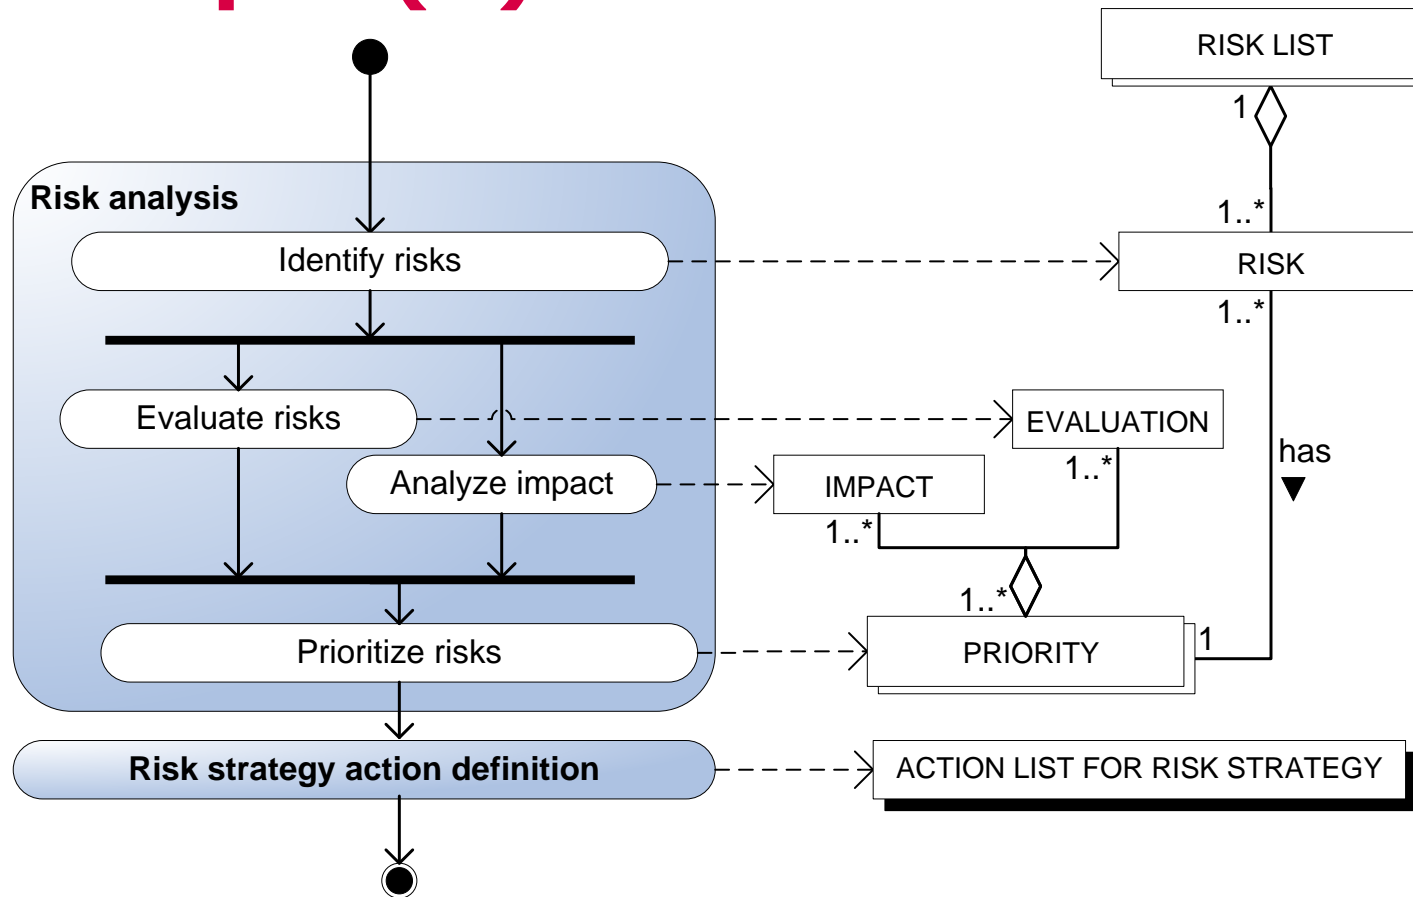 RISK LIST
1
Risk analysis
1..*
Identify risks
RISK
1..*
Evaluate risks
EVALUATION
has
1..*
Analyze impact
IMPACT
1..*
1..*
Prioritize risks
PRIORITY
1
Risk strategy action definition
ACTION LIST FOR RISK STRATEGY